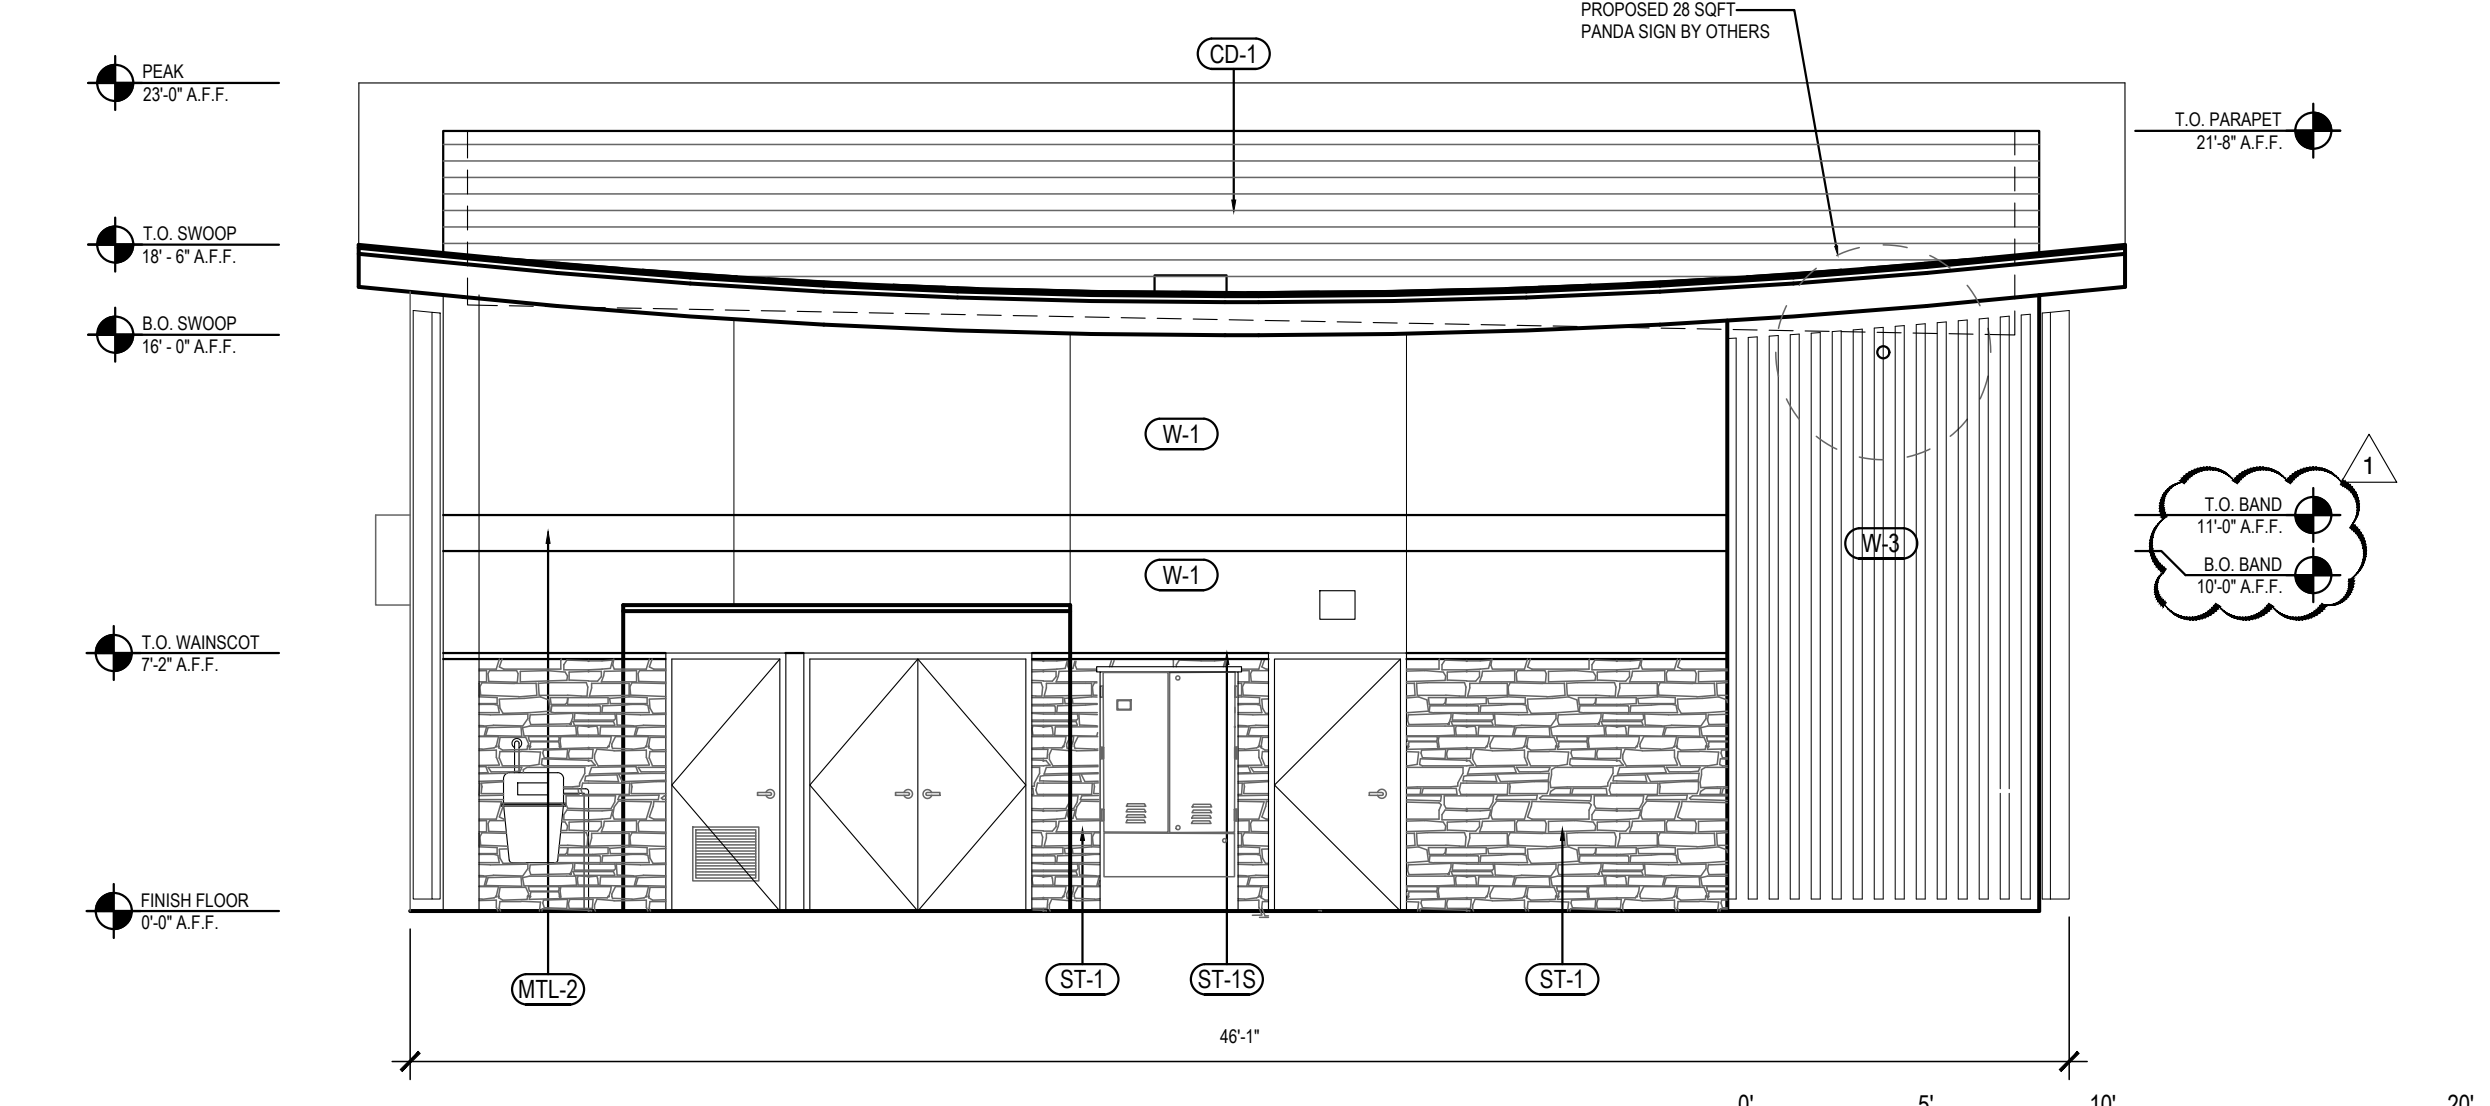 PROPOSED 28 SQFT
PANDA SIGN BY OTHERS
CD-1
PEAK
23'-0" A.F.F.
T.O. PARAPET
21'-8" A.F.F.
T.O. SWOOP
18' - 6" A.F.F.
B.O. SWOOP
16' - 0" A.F.F.
W-1
1
T.O. BAND
11'-0" A.F.F.
W-3
B.O. BAND
10'-0" A.F.F.
W-1
T.O. WAINSCOT
7'-2" A.F.F.
FINISH FLOOR
0'-0" A.F.F.
MTL-2
ST-1
ST-1S
ST-1
46'-1"
0' 5' 10' 20'